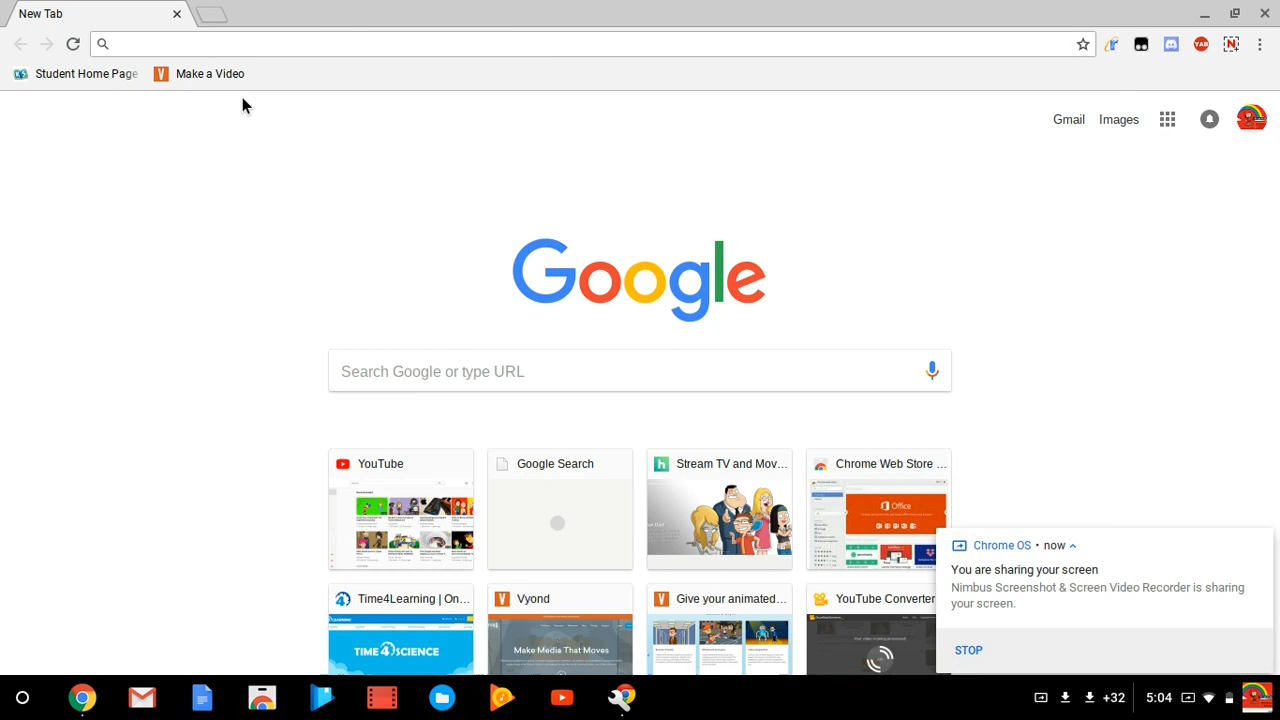 New Tab
Student Home Page
Make a Video
YAB
Gmail
Images
Google
Search Google or type URL
YouTube
Google Search
Stream TV and Mov...
Chrome Web Store ...
Office
Chrome OS • now
You are sharing your screen
Nimbus Screenshot & Screen Video Recorder is sharing
your screen.
STOP
Time4Learning | On...
Vyond
Give your animated...
YouTube Converter
TIME4SCIENCE
Make Media That Moves
+32
5:04